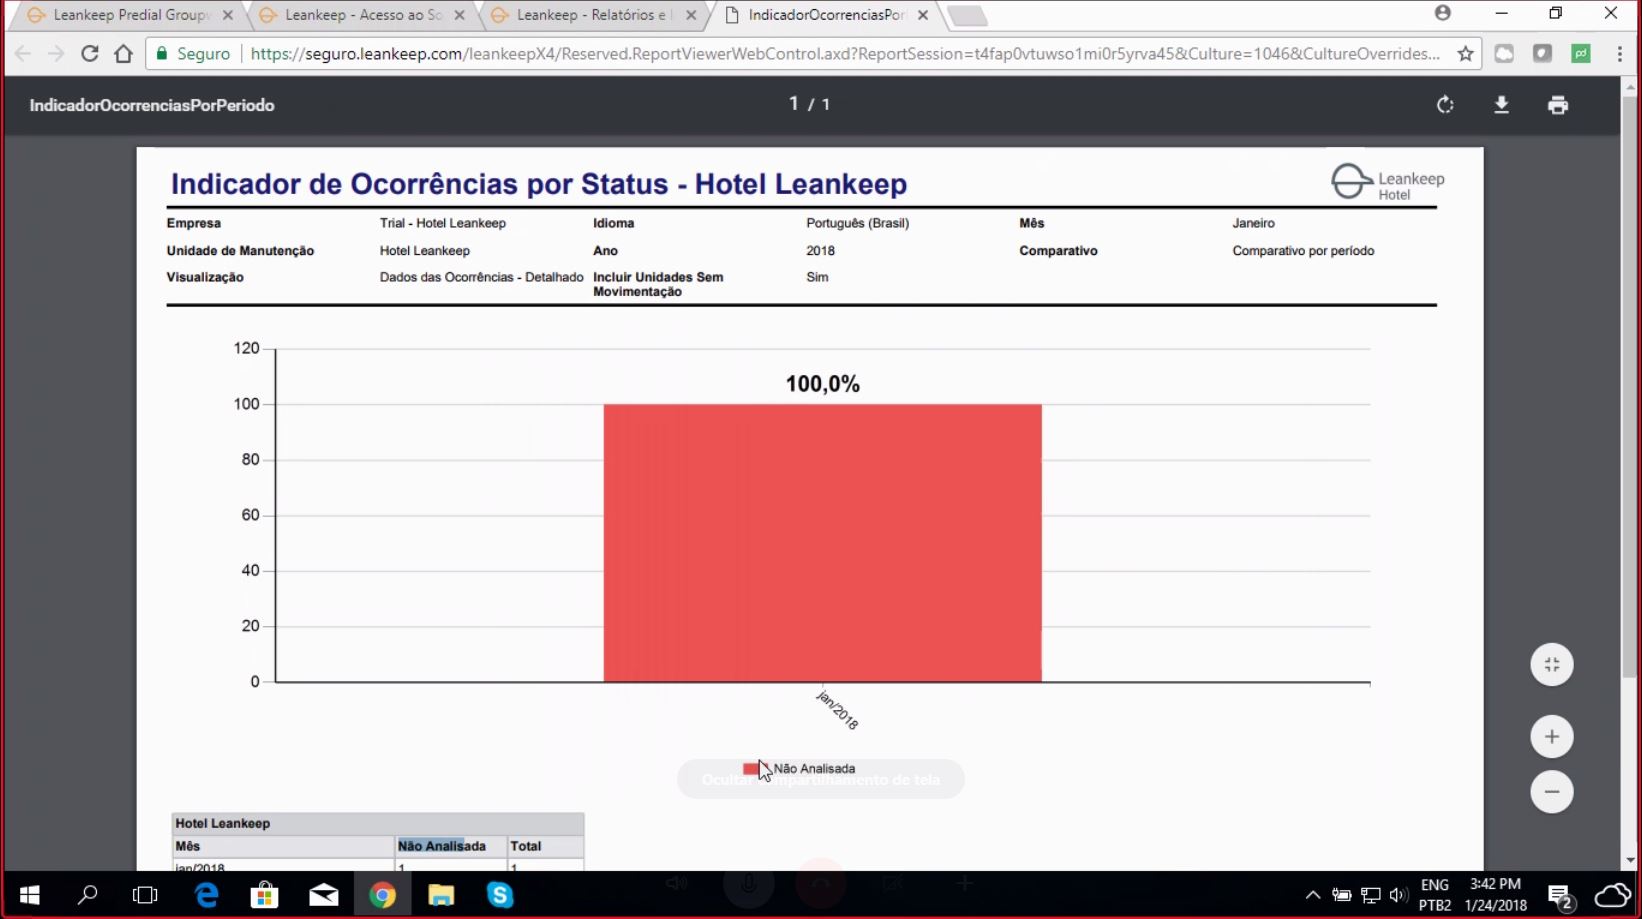 Leankeep Predial Group
Leankeep - Acesso ao So
Leankeep - Relatórios e
IndicadorOcorrenciasPor
Seguro
https://seguro.leankeep.com/leankeepX4/Reserved.ReportViewerWebControl.axd?ReportSession=t4fap0vtuwso1mi0r5yrva45&Culture=1046&CultureOverrides...
IndicadorOcorrenciasPorPeriodo
1 / 1
Indicador de Ocorrências por Status - Hotel Leankeep
Leankeep
Hotel
Empresa Trial - Hotel Leankeep Idioma Português (Brasil) Mês Janeiro
Unidade de Manutenção Hotel Leankeep Ano 2018 Comparativo Comparativo por período
Visualização Dados das Ocorrências - Detalhado Incluir Unidades Sem Movimentação Sim
120
100,0%
100
80
60
40
20
0
jan/2018
Não Analisada
Ocultar compartilhamento de tela
Hotel Leankeep
Mês Não Analisada Total
jan/2018 1 1
ENG 3:42 PM
PTB2 1/24/2018
2